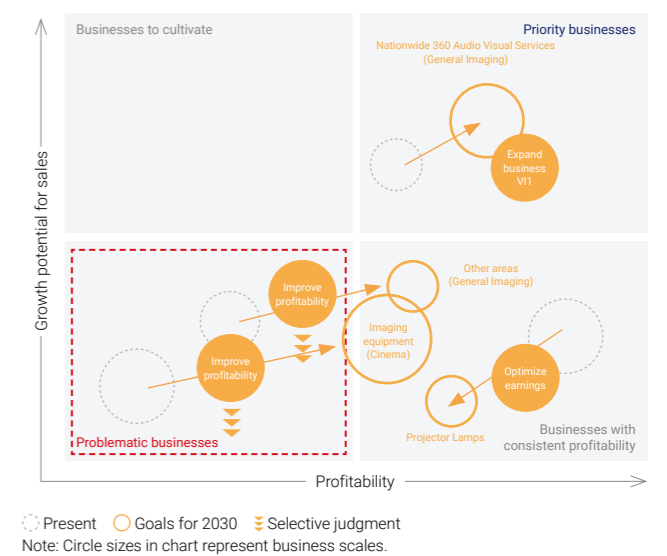 Businesses to cultivate
Priority businesses
Nationwide 360 Audio Visual Services
(General Imaging)
Expand
business
VI1
Growth potential for sales
Improve
profitability
Other areas
(General Imaging)
Imaging
equipment
(Cinema)
Improve
profitability
Optimize
earnings
Projector Lamps
Problematic businesses
Businesses with
consistent profitability
Profitability
Present
Goals for 2030
Selective judgment
Note: Circle sizes in chart represent business scales.